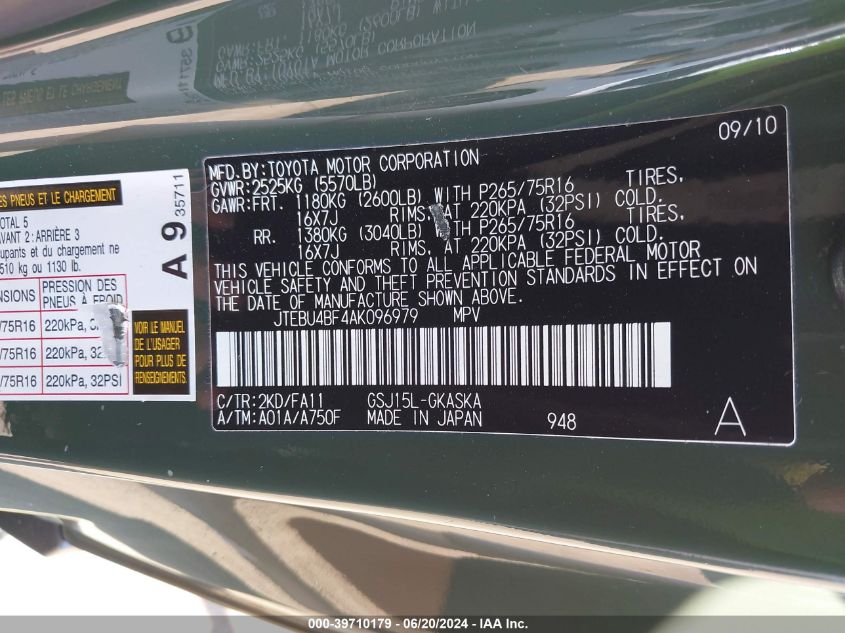 09/10
MFD.BY:TOYOTA MOTOR CORPORATION
GVWR:2525KG (5570LB)
GAWR:FRT. 1180KG (2600LB) WITH P265/75R16 TIRES,
16X7J RIMS, AT 220KPA (32PSI) COLD.
RR. 1380KG (3040LB) WITH P265/75R16 TIRES,
16X7J RIMS, AT 220KPA (32PSI) COLD.
THIS VEHICLE CONFORMS TO ALL APPLICABLE FEDERAL MOTOR
VEHICLE SAFETY AND THEFT PREVENTION STANDARDS IN EFFECT ON
THE DATE OF MANUFACTURE SHOWN ABOVE.
JTEBU4BF4AK096979 MPV
C/TR:2KD/FA11 GSJ15L-GKASKA
A/TM:A01A/A750F MADE IN JAPAN 948 A
ES PNEUS ET LE CHARGEMENT
OTAL 5
AVANT 2: ARRIÈRE 3
upants et du chargement ne
510 kg ou 1130 lb.
ENSIONS PRESSION DES
PNEUS À FROID
/75R16 220kPa,
/75R16 220kPa, 32
/75R16 220kPa, 32PSI
VOIR LE MANUEL
DE L'USAGER
POUR PLUS DE
RENSEIGNEMENTS.
A 9 35711
000-39710179 - 06/20/2024 - IAA Inc.